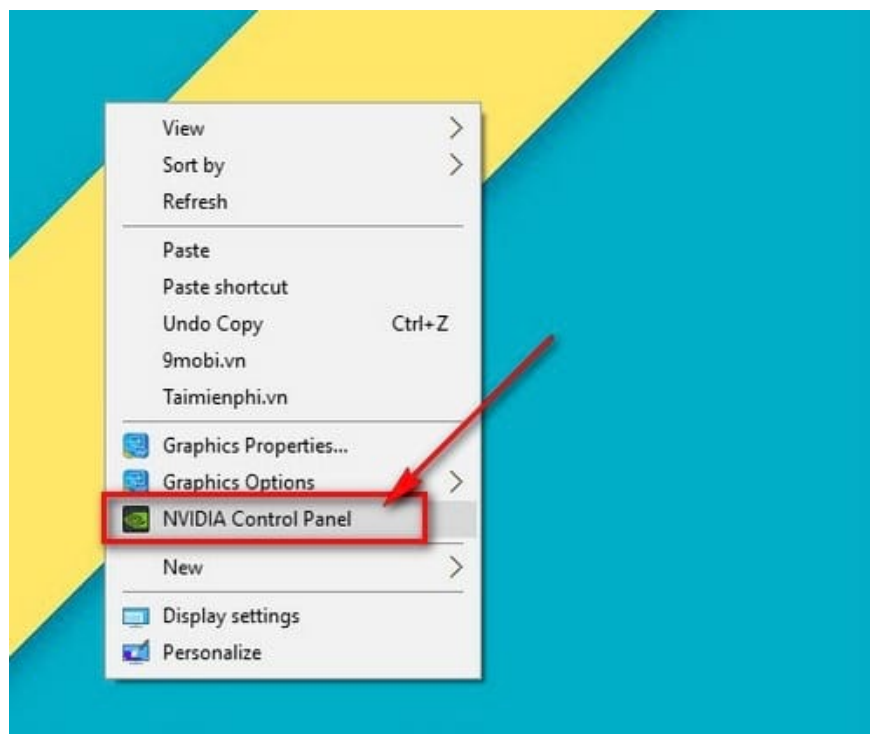 View
Sort by
Refresh
Paste
Paste shortcut
Undo Copy Ctrl+Z
9mobi.vn
Taimienphi.vn
Graphics Properties...
Graphics Options
NVIDIA Control Panel
New
Display settings
Personalize